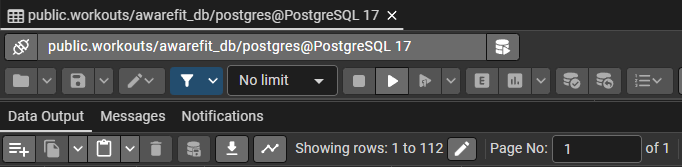 public.workouts/awarefit_db/postgres@PostgreSQL 17
public.workouts/awarefit_db/postgres@PostgreSQL 17
No limit E
Data Output Messages Notifications
Showing rows: 1 to 112 Page No: 1 of 1